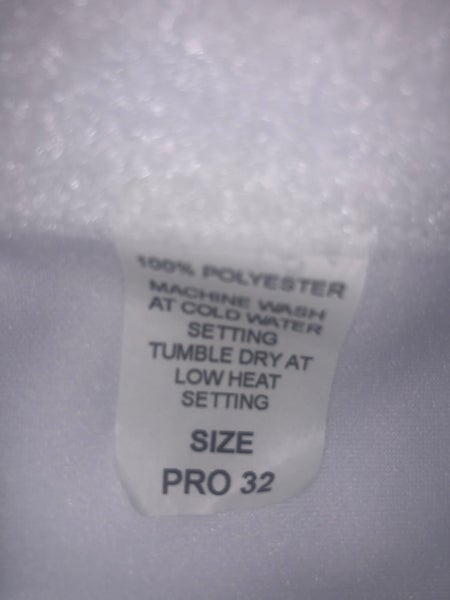 100% POLYESTER
MACHINE WASH
AT COLD WATER
SETTING
TUMBLE DRY AT
LOW HEAT
SETTING
SIZE
PRO 32